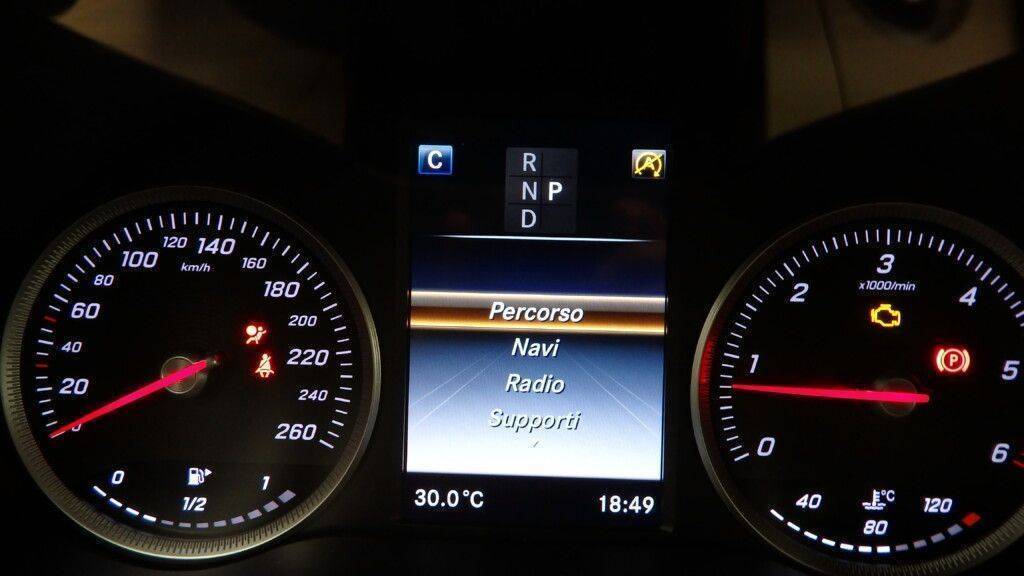 C
R
N P
D
A
Percorso
Navi
Radio
Supporti
30.0°C
18:49
0
20
40
60
80
100
120
140
160
180
200
220
240
260
km/h
0
1/2
1
0
1
2
3
4
5
6
x1000/min
P
40
80
120
°C